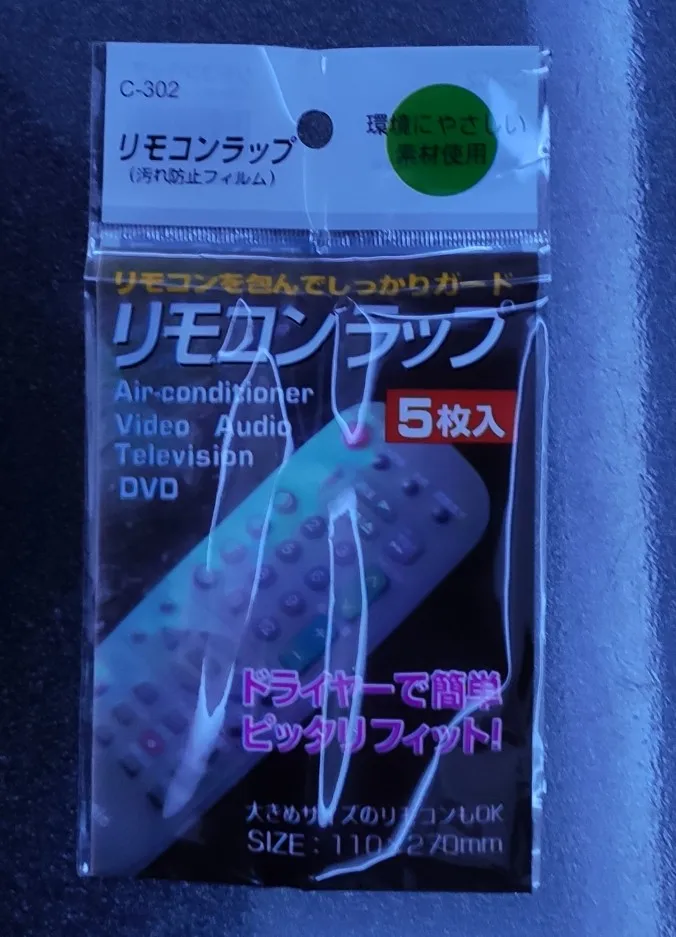 C-302
リモコンラップ
（汚れ防止フィルム）
環境にやさしい
素材使用
リモコンを包んでしっかりガード
リモコンラップ
Air-conditioner
Video Audio
Television
DVD
5枚入
ドライヤーで簡単
ピッタリフィット!
大きめサイズのリモコンもOK
SIZE：110×270mm